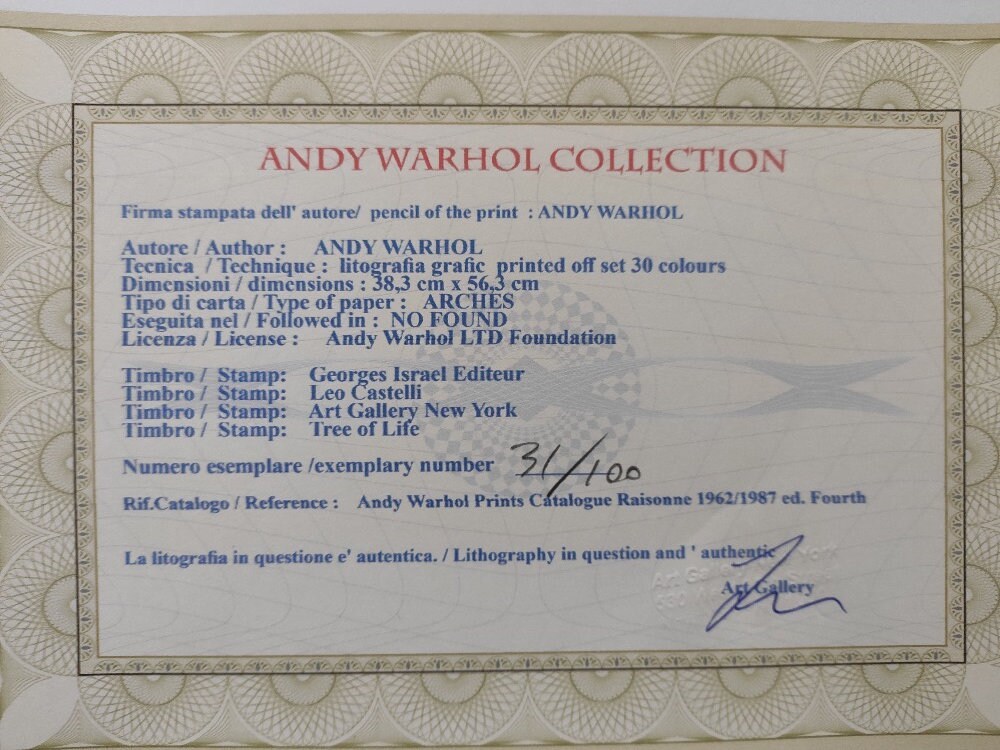 ANDY WARHOL COLLECTION
Firma stampata dell' autore/ pencil of the print : ANDY WARHOL
Autore / Author : ANDY WARHOL
Tecnica / Technique : litografia grafic printed off set 30 colours
Dimensioni / dimensions : 38,3 cm x 56,3 cm
Tipo di carta / Type of paper : ARCHES
Eseguita nel / Followed in : NO FOUND
Licenza / License : Andy Warhol LTD Foundation
Timbro / Stamp: Georges Israel Editeur
Timbro / Stamp: Leo Castelli
Timbro / Stamp: Art Gallery New York
Timbro / Stamp: Tree of Life
Numero esemplare /exemplary number 31/100
Rif.Catalogo / Reference : Andy Warhol Prints Catalogue Raisonne 1962/1987 ed. Fourth
La litografia in questione e' autentica. / Lithography in question and ' authentic
Art Gallery